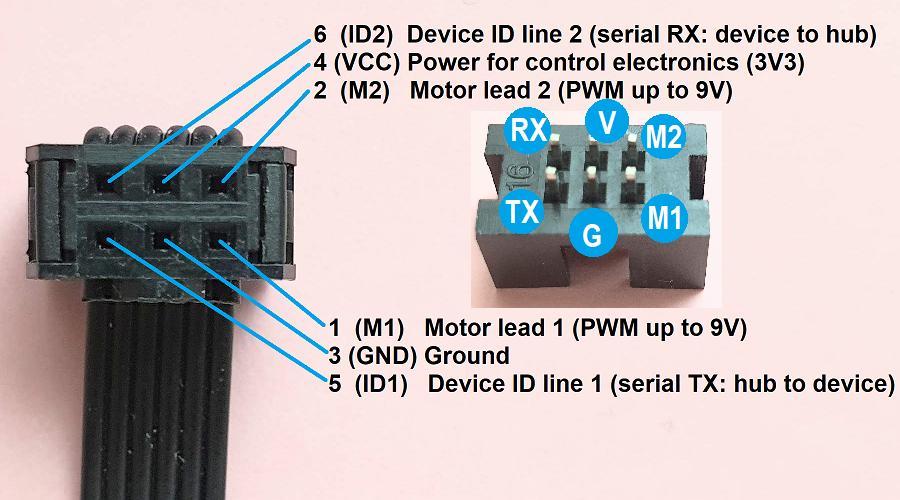 6 (ID2) Device ID line 2 (serial RX: device to hub)
4 (VCC) Power for control electronics (3V3)
2 (M2) Motor lead 2 (PWM up to 9V)
RX V M2
16
TX G M1
1 (M1) Motor lead 1 (PWM up to 9V)
3 (GND) Ground
5 (ID1) Device ID line 1 (serial TX: hub to device)